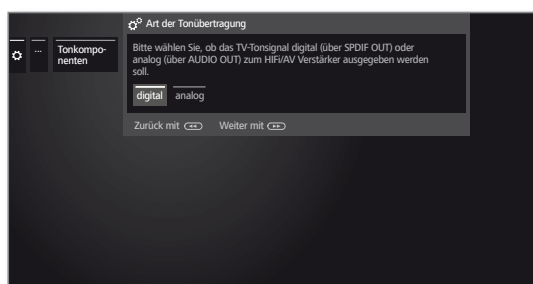 Art der Tonübertragung
...
Tonkompo-
nenten
Bitte wählen Sie, ob das TV-Tonsignal digital (über SPDIF OUT) oder
analog (über AUDIO OUT) zum HIFi/AV Verstärker ausgegeben werden
soll.
digital analog
Zurück mit Weiter mit